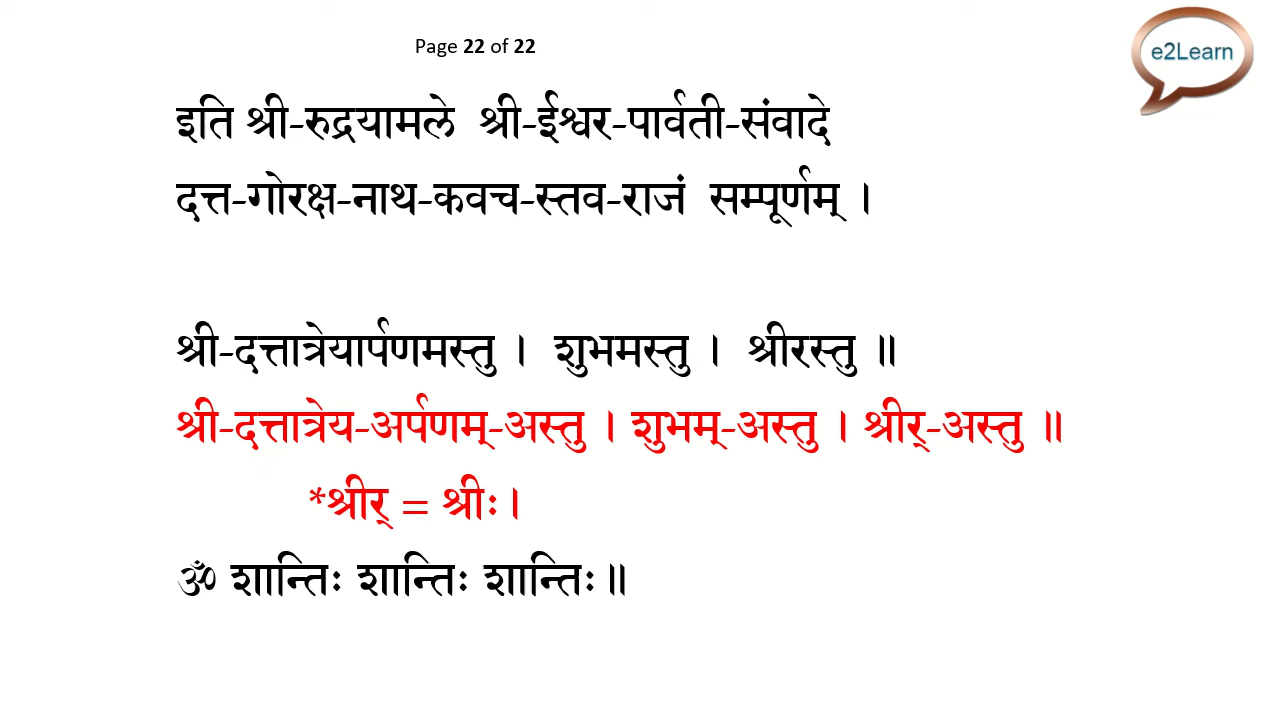 Page 22 of 22
e2Learn
इति श्री-रुद्रयामले श्री-ईश्वर-पार्वती-संवादे
दत्त-गोरक्ष-नाथ-कवच-स्तव-राजं सम्पूर्णम् ।
श्री-दत्तात्रेयार्पणमस्तु । शुभमस्तु । श्रीरस्तु ॥
श्री-दत्तात्रेय-अर्पणम्-अस्तु । शुभम्-अस्तु । श्रीर्-अस्तु ॥
*श्रीर् = श्रीः ।
ॐ शान्तिः शान्तिः शान्तिः ॥